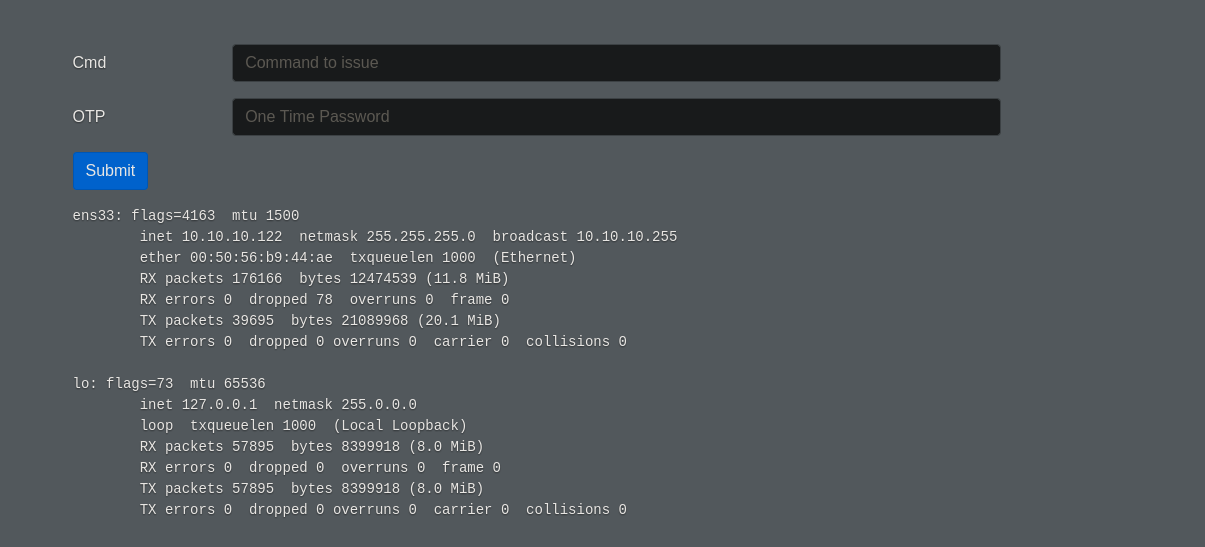 Cmd Command to issue
OTP One Time Password
Submit
ens33: flags=4163  mtu 1500
        inet 10.10.10.122  netmask 255.255.255.0  broadcast 10.10.10.255
        ether 00:50:56:b9:44:ae  txqueuelen 1000  (Ethernet)
        RX packets 176166  bytes 12474539 (11.8 MiB)
        RX errors 0  dropped 78  overruns 0  frame 0
        TX packets 39695  bytes 21089968 (20.1 MiB)
        TX errors 0  dropped 0 overruns 0  carrier 0  collisions 0

lo: flags=73  mtu 65536
        inet 127.0.0.1  netmask 255.0.0.0
        loop  txqueuelen 1000  (Local Loopback)
        RX packets 57895  bytes 8399918 (8.0 MiB)
        RX errors 0  dropped 0  overruns 0  frame 0
        TX packets 57895  bytes 8399918 (8.0 MiB)
        TX errors 0  dropped 0 overruns 0  carrier 0  collisions 0